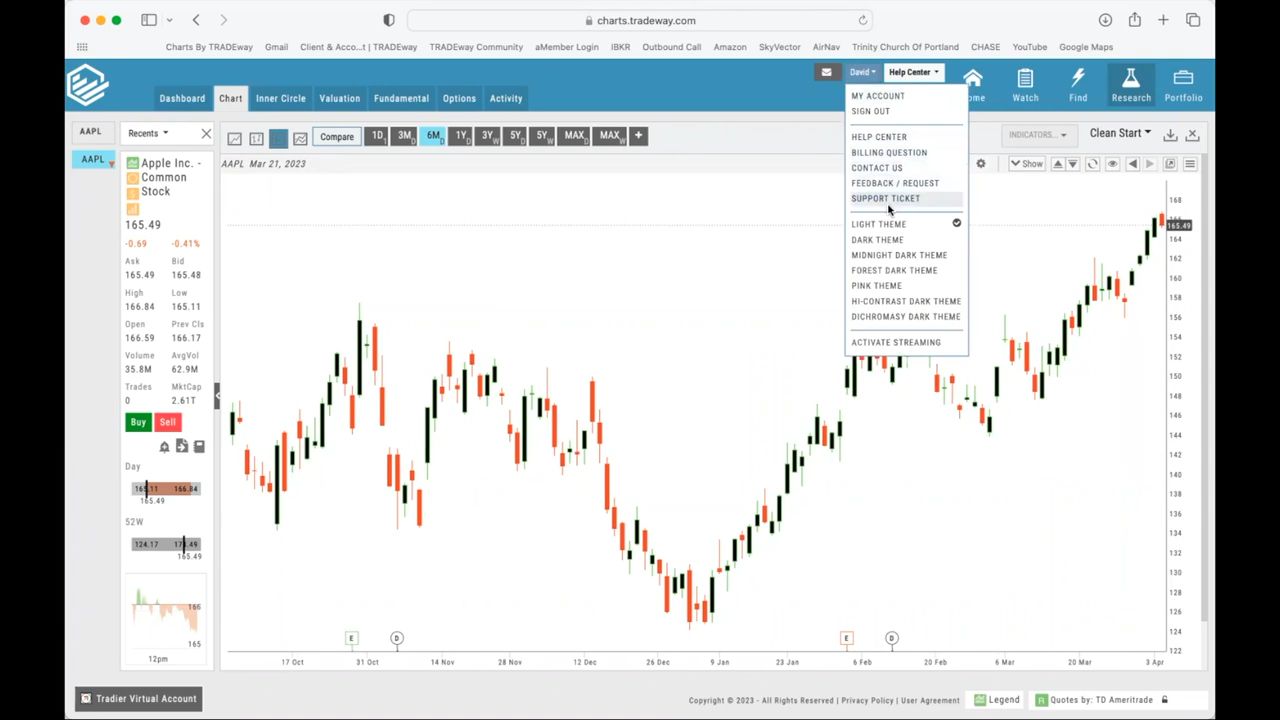 charts.tradeway.com
Charts By TRADEway Gmail Client & Acco...t | TRADEway TRADEway Community aMember Login IBKR Outbound Call Amazon SkyVector AirNav Trinity Church Of Portland CHASE YouTube Google Maps
David Help Center
Dashboard Chart Inner Circle Valuation Fundamental Options Activity
me Watch Find Research Portfolio
MY ACCOUNT
SIGN OUT
HELP CENTER
BILLING QUESTION
CONTACT US
FEEDBACK / REQUEST
SUPPORT TICKET
LIGHT THEME
DARK THEME
MIDNIGHT DARK THEME
FOREST DARK THEME
PINK THEME
HI-CONTRAST DARK THEME
DICHROMASY DARK THEME
ACTIVATE STREAMING
AAPL Recents
Compare 1D 3M 6M 1Y 3Y 5Y 5Y MAX MAX +
INDICATORS... Clean Start
AAPL
AAPL Mar 21, 2023
Show
Apple Inc. -
Common
Stock
165.49
-0.69 -0.41%
Ask Bid
165.49 165.48
High Low
166.84 165.11
Open Prev Cls
166.59 166.17
Volume AvgVol
35.8M 62.9M
Trades MktCap
0 2.61T
Buy Sell
Day
166.84
165.49
52W
124.17
165.49
166
165
12pm
168
165.49
164
162
160
158
156
154
152
150
148
146
144
142
140
138
136
134
132
130
128
126
124
122
E D E D
17 Oct 31 Oct 14 Nov 28 Nov 12 Dec 26 Dec 9 Jan 23 Jan 6 Feb 20 Feb 6 Mar 20 Mar 3 Apr
Tradier Virtual Account
Copyright © 2023 - All Rights Reserved | Privacy Policy | User Agreement
Legend
R Quotes by: TD Ameritrade